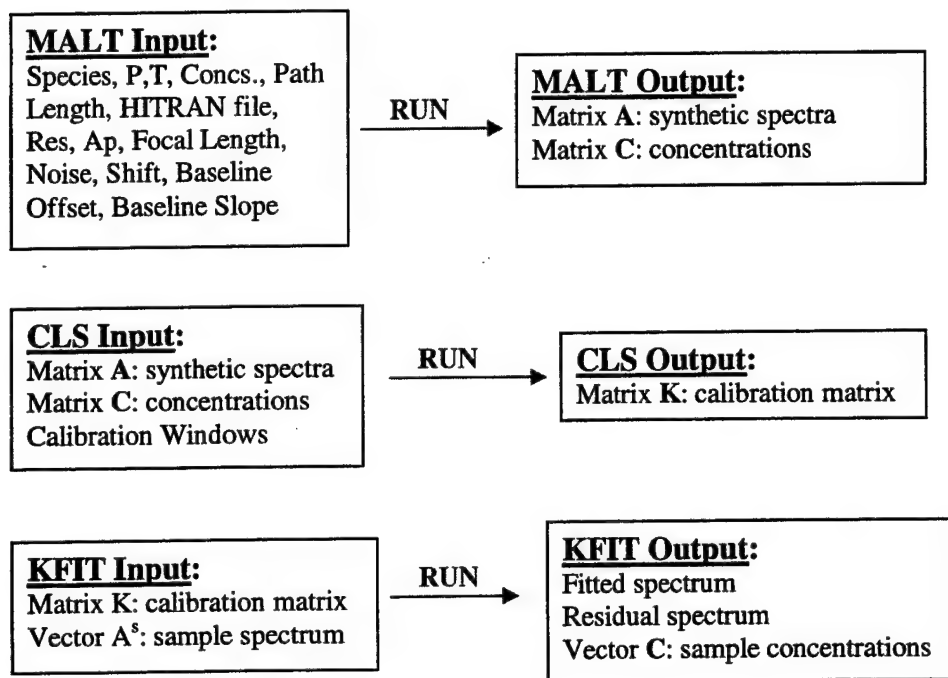 MALT Input:
Species, P,T, Concs., Path
Length, HITRAN file,
Res, Ap, Focal Length,
Noise, Shift, Baseline
Offset, Baseline Slope
RUN
MALT Output:
Matrix A: synthetic spectra
Matrix C: concentrations
CLS Input:
Matrix A: synthetic spectra
Matrix C: concentrations
Calibration Windows
RUN
CLS Output:
Matrix K: calibration matrix
KFIT Input:
Matrix K: calibration matrix
Vector Aˢ: sample spectrum
RUN
KFIT Output:
Fitted spectrum
Residual spectrum
Vector C: sample concentrations